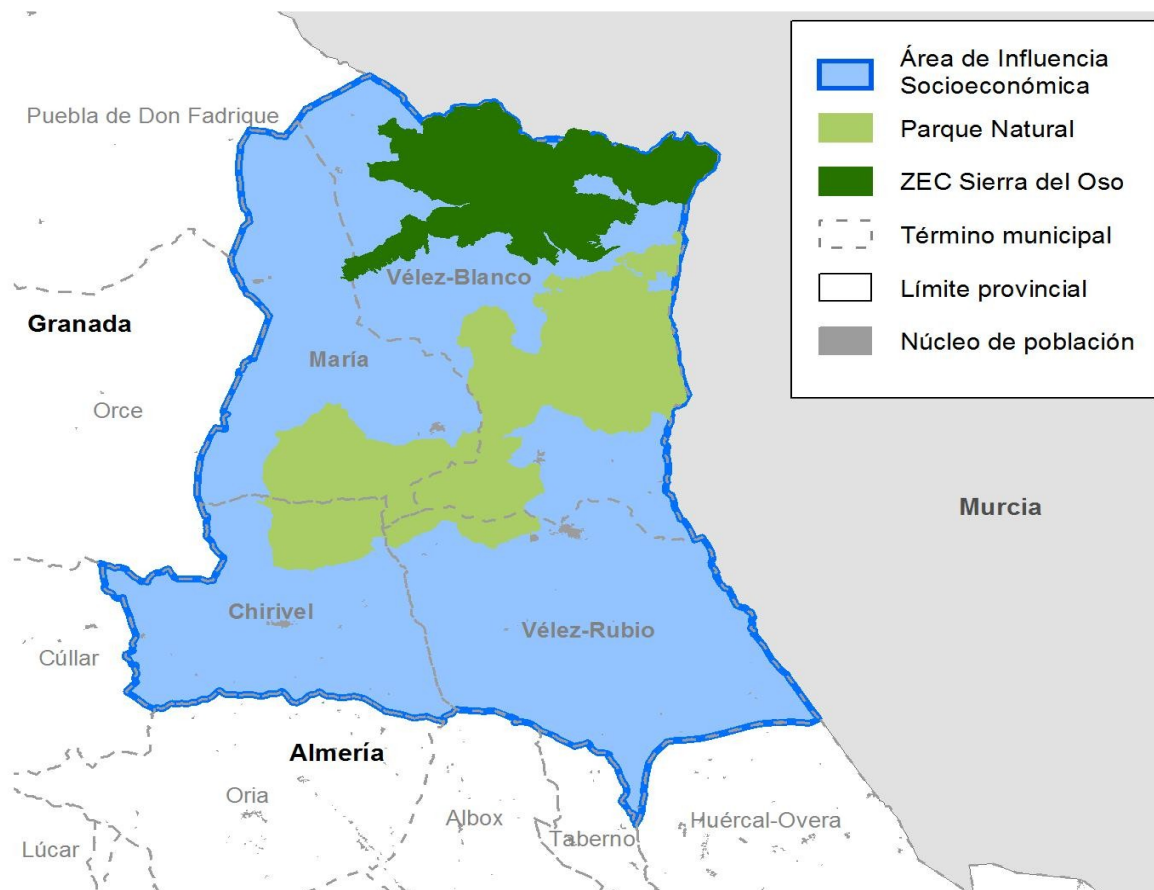 Área de Influencia
Socioeconómica
Parque Natural
ZEC Sierra del Oso
Término municipal
Límite provincial
Núcleo de población
Puebla de Don Fadrique
Vélez-Blanco
Granada
María
Orce
Murcia
Chirivel
Vélez-Rubio
Cúllar
Almería
Oria
Albox
Huércal-Overa
Taberno
Lúcar